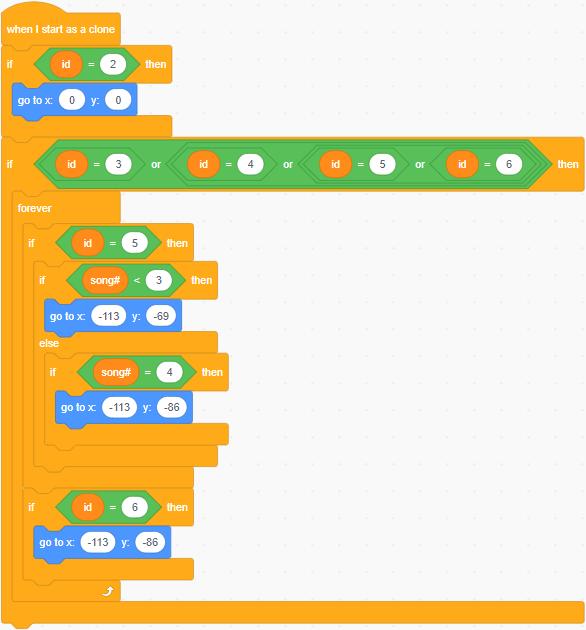 when I start as a clone
if id = 2 then
go to x: 0 y: 0
if id = 3 or id = 4 or id = 5 or id = 6 then
forever
if id = 5 then
if song# < 3 then
go to x: -113 y: -69
else
if song# = 4 then
go to x: -113 y: -86
if id = 6 then
go to x: -113 y: -86